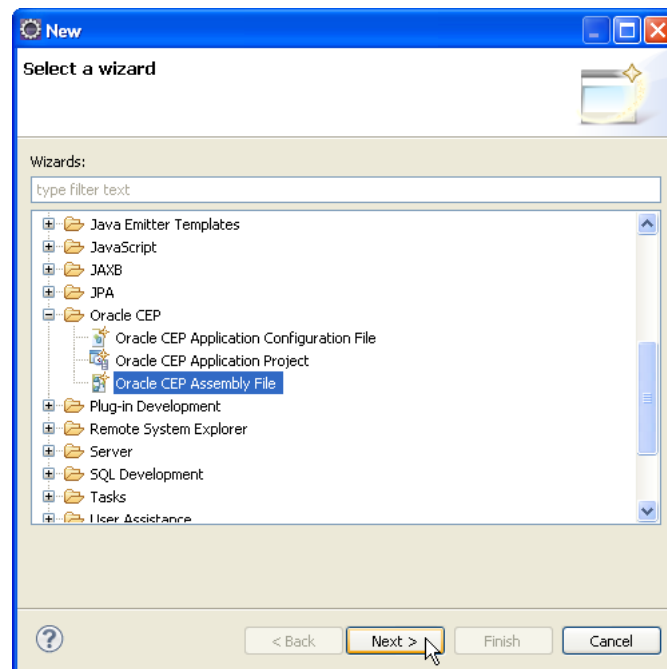 New
Select a wizard
Wizards:
type filter text
Java Emitter Templates
JavaScript
JAXB
JPA
Oracle CEP
Oracle CEP Application Configuration File
Oracle CEP Application Project
Oracle CEP Assembly File
Plug-in Development
Remote System Explorer
Server
SQL Development
Tasks
User Assistance
< Back Next > Finish Cancel